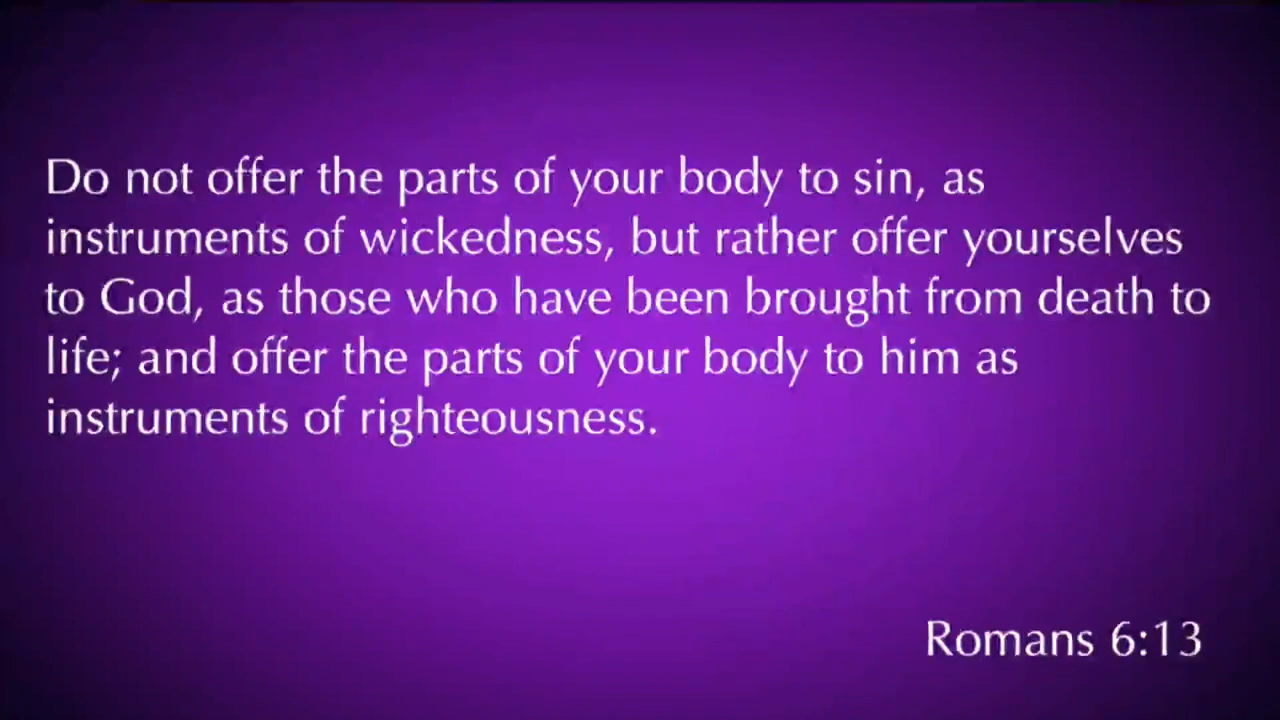 Do not offer the parts of your body to sin, as
instruments of wickedness, but rather offer yourselves
to God, as those who have been brought from death to
life; and offer the parts of your body to him as
instruments of righteousness.
Romans 6:13